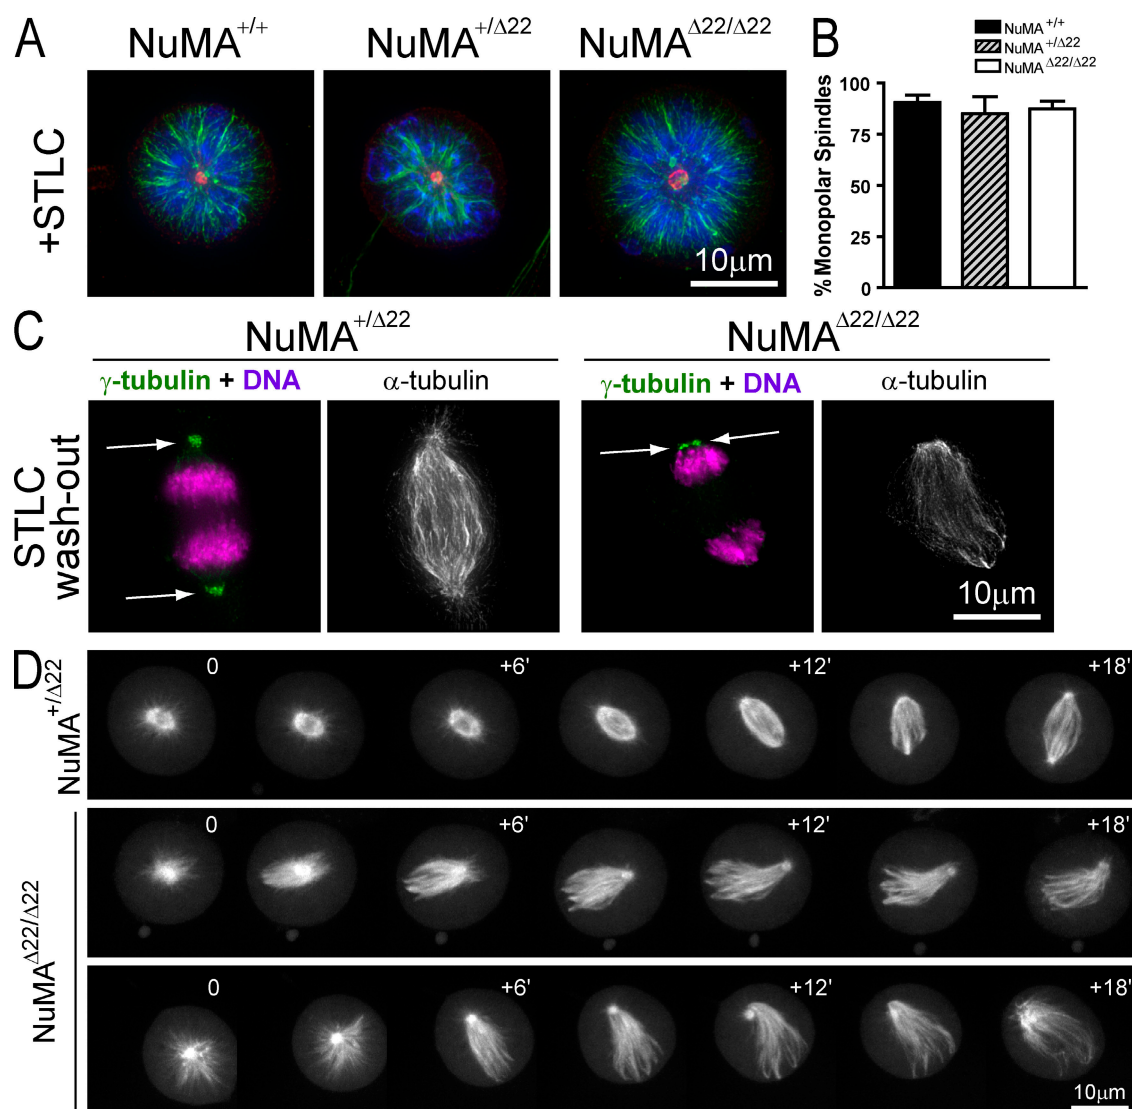 A
NuMA+/+
NuMA+/Δ22
NuMAΔ22/Δ22
+STLC
10μm
B
NuMA+/+
NuMA+/Δ22
NuMAΔ22/Δ22
% Monopolar Spindles
100
75
50
25
0
C
NuMA+/Δ22
NuMAΔ22/Δ22
γ-tubulin + DNA
α-tubulin
γ-tubulin + DNA
α-tubulin
STLC
wash-out
10μm
D
NuMA+/Δ22
0
+6'
+12'
+18'
NuMAΔ22/Δ22
0
+6'
+12'
+18'
0
+6'
+12'
+18'
10μm